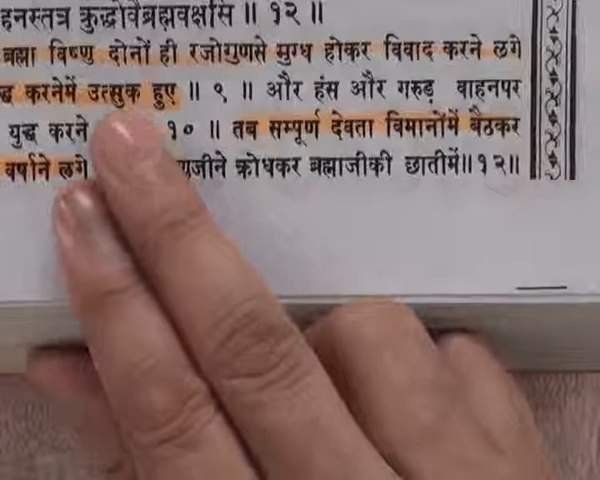 हनस्तत्र क्रुद्धोवैब्रह्मवक्षसि ॥ १२ ॥
ब्रह्मा विष्णु दोनों ही रजोगुणसे मुग्ध होकर विवाद करने लगे
करनेमें उत्सुक हुए ॥ ९ ॥ और हंस और गरुड़ वाहनपर
युद्ध करने १० ॥ तब सम्पूर्ण देवता विमानोंमें बैठकर
वर्षाने लगे क्रोधकर ब्रह्माजीकी छातीमें॥१२॥